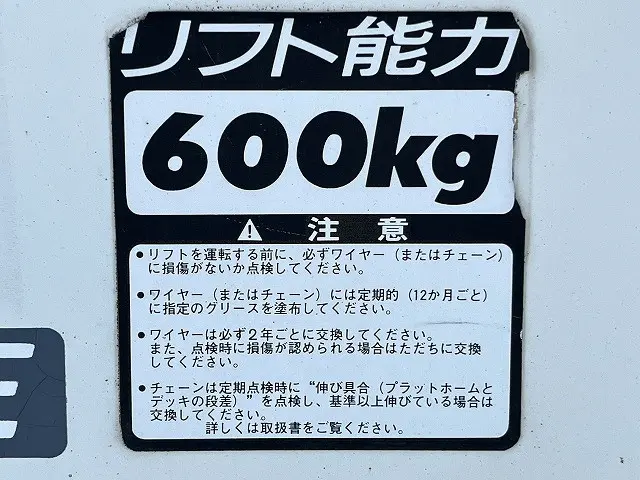 リフト能力
600kg
⚠ 注意
●リフトを運転する前に、必ずワイヤー(またはチェーン)
に損傷がないか点検してください。
●ワイヤー(またはチェーン)には定期的(12か月ごと)
に指定のグリースを塗布してください。
●ワイヤーは必ず2年ごとに交換してください。
また、点検時に損傷が認められる場合はただちに交換
してください。
●チェーンは定期点検時に“伸び具合(プラットホームと
デッキの段差)”を点検し、基準以上伸びている場合は
交換してください。
詳しくは取扱書をご覧ください。
E